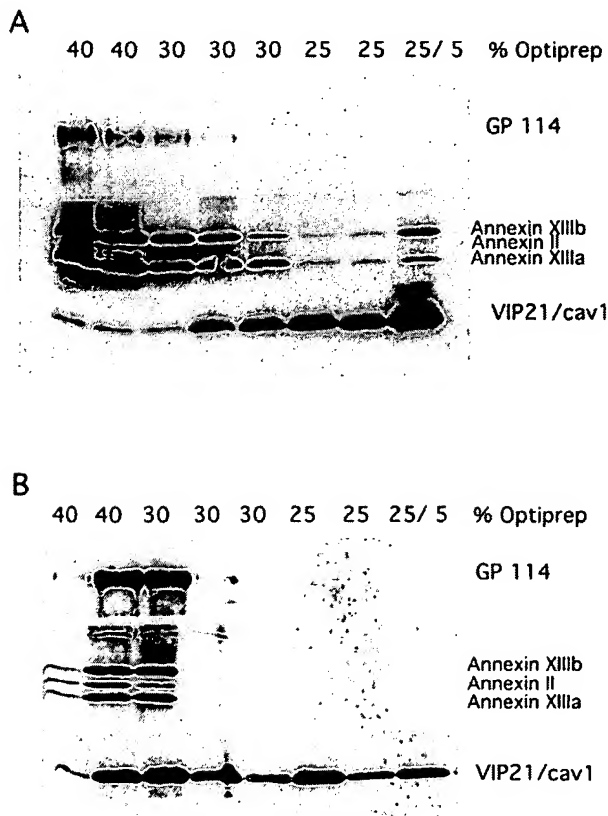 A
40 40 30 30 30 25 25 25/ 5 % Optiprep
GP 114
Annexin XIIIb
Annexin II
Annexin XIIIa
VIP21/cav1
B
40 40 30 30 30 25 25 25/ 5 % Optiprep
GP 114
Annexin XIIIb
Annexin II
Annexin XIIIa
VIP21/cav1